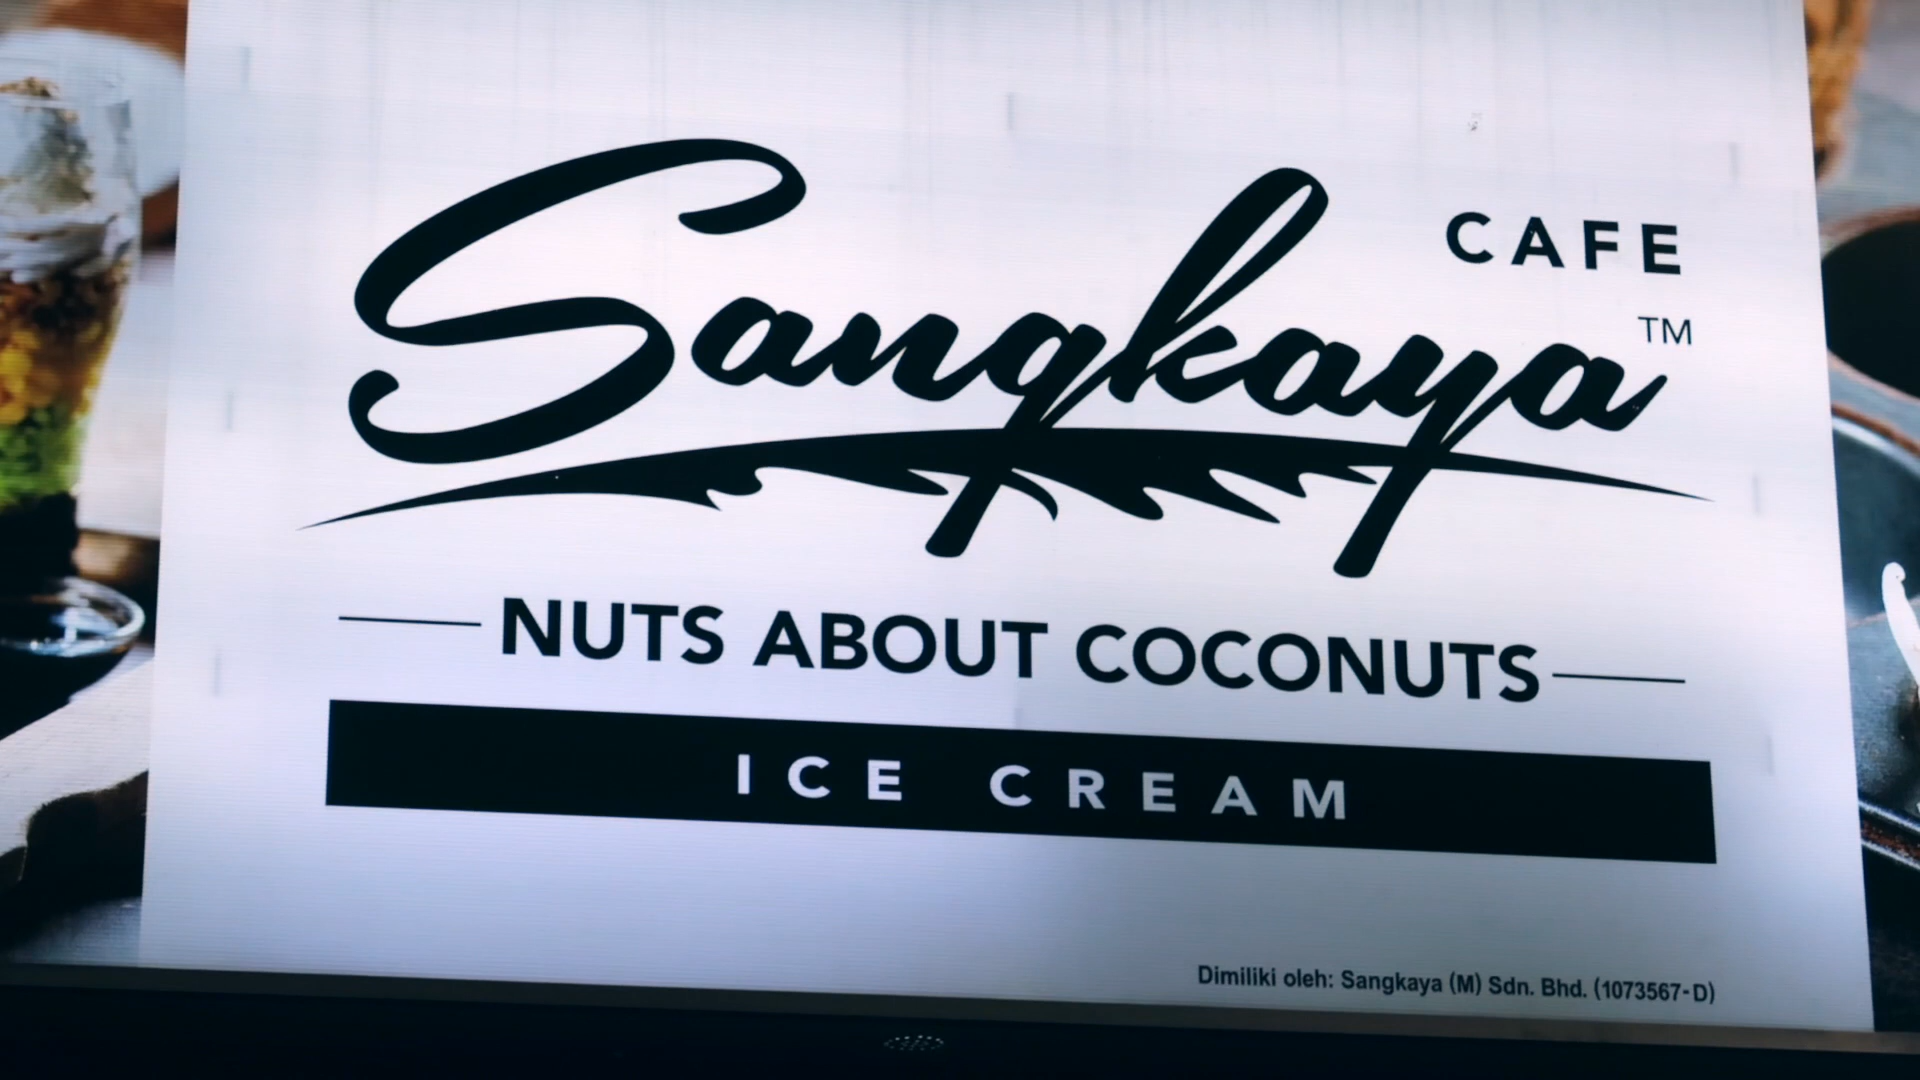 CAFE
Sangkaya™
NUTS ABOUT COCONUTS
ICE CREAM
Dimiliki oleh: Sangkaya (M) Sdn. Bhd. (1073567-D)